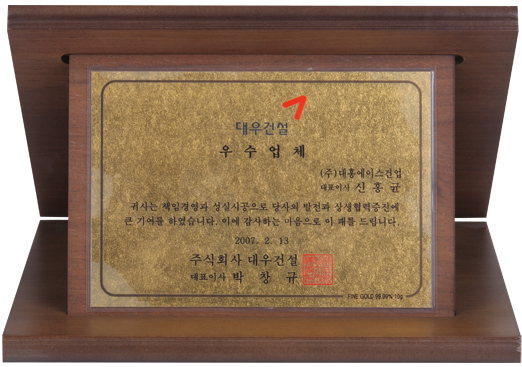 대우건설
우수업체
(주)대홍에이스건업
대표이사 신홍균
귀사는 책임경영과 성실시공으로 당사의 발전과 상생협력증진에
큰 기여를 하였습니다. 이에 감사하는 마음으로 이 패를 드립니다.
2007. 2. 13
주식회사 대우건설
대표이사 박창규
FINE GOLD 99.99% 10g